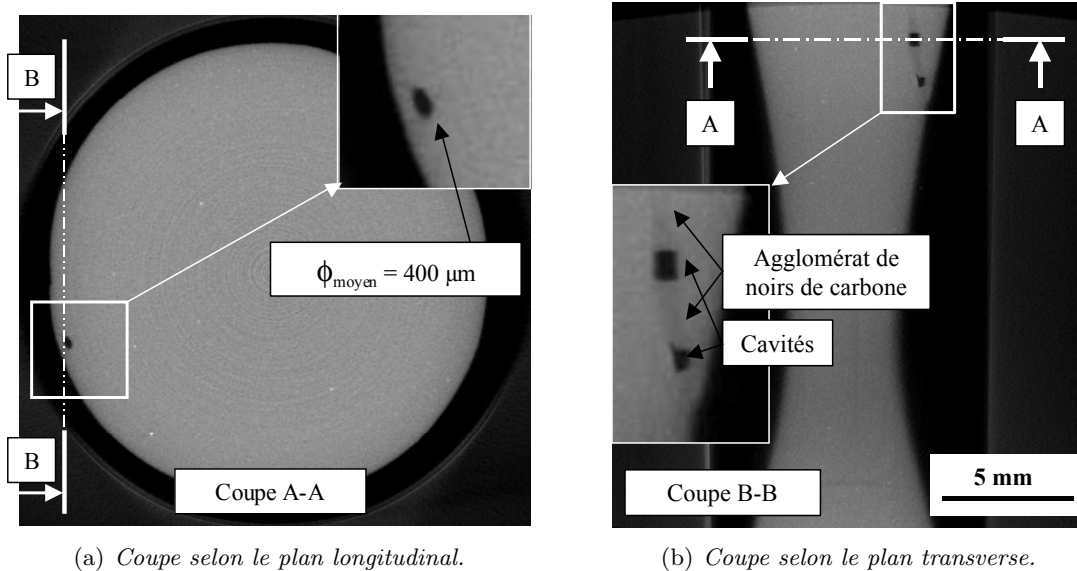 B
B
ϕmoyen = 400 µm
Coupe A-A
A
A
Agglomérat de
noirs de carbone
Cavités
Coupe B-B
5 mm
(a) Coupe selon le plan longitudinal.
(b) Coupe selon le plan transverse.